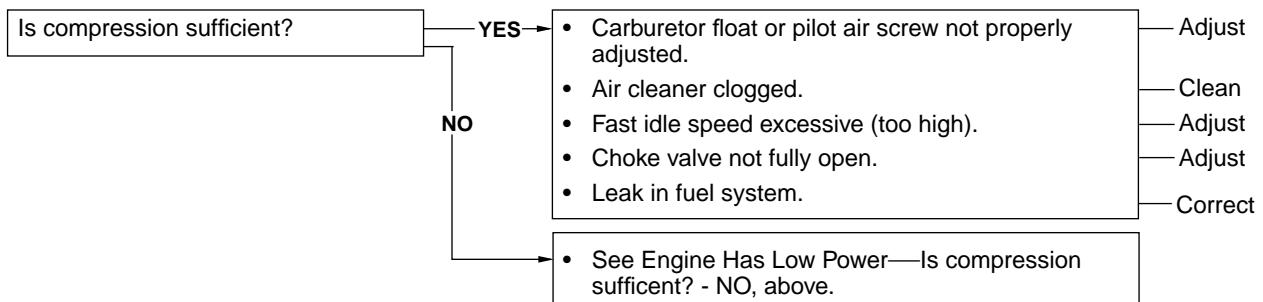 Is compression sufficient?
YES
• Carburetor float or pilot air screw not properly
adjusted.
Adjust
• Air cleaner clogged.
Clean
NO
• Fast idle speed excessive (too high).
Adjust
• Choke valve not fully open.
Adjust
• Leak in fuel system.
Correct
• See Engine Has Low Power—Is compression
sufficent? - NO, above.